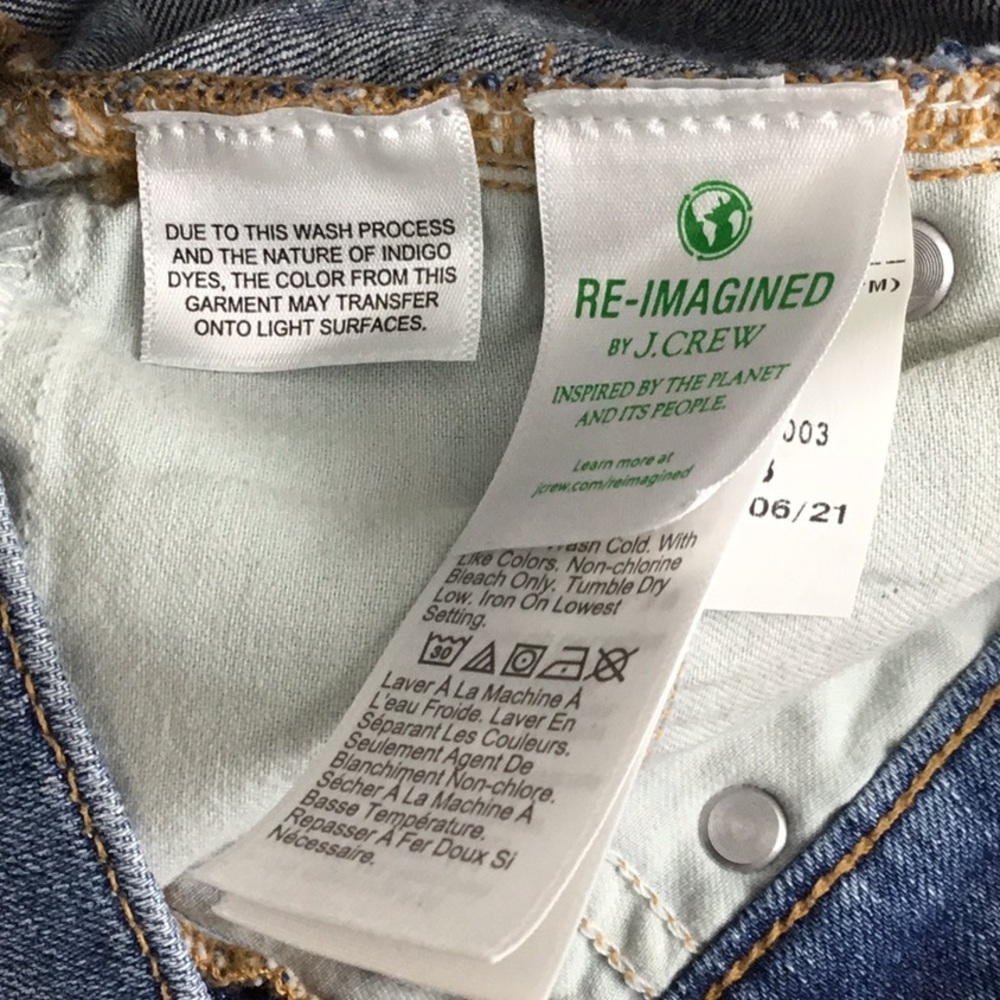 DUE TO THIS WASH PROCESS
AND THE NATURE OF INDIGO
DYES, THE COLOR FROM THIS
GARMENT MAY TRANSFER
ONTO LIGHT SURFACES.
RE-IMAGINED
BY J.CREW
INSPIRED BY THE PLANET
AND ITS PEOPLE.
Learn more at
jcrew.com/reimagined
M)
003
06/21
Cold. With
Like Colors. Non-chlorine
Bleach Only. Tumble Dry
Low. Iron On Lowest
Setting.
30
Laver À La Machine À
L'eau Froide. Laver En
Séparant Les Couleurs.
Seulement Agent De
Blanchiment Non-chlore.
Sécher À La Machine À
Basse Température.
Repasser À Fer Doux Si
Nécessaire.